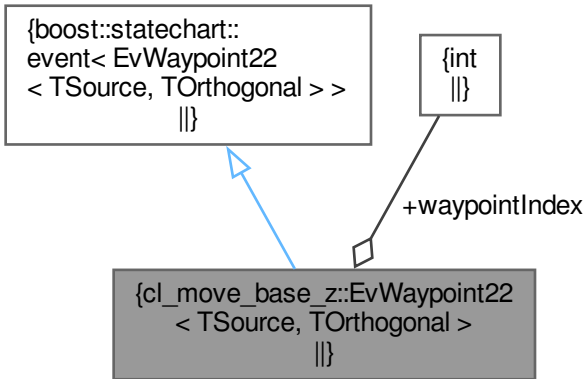 {boost::statechart::
event< EvWaypoint22
< TSource, TOrthogonal > >
||}
{int
||}
+waypointIndex
{cl_move_base_z::EvWaypoint22
< TSource, TOrthogonal >
||}